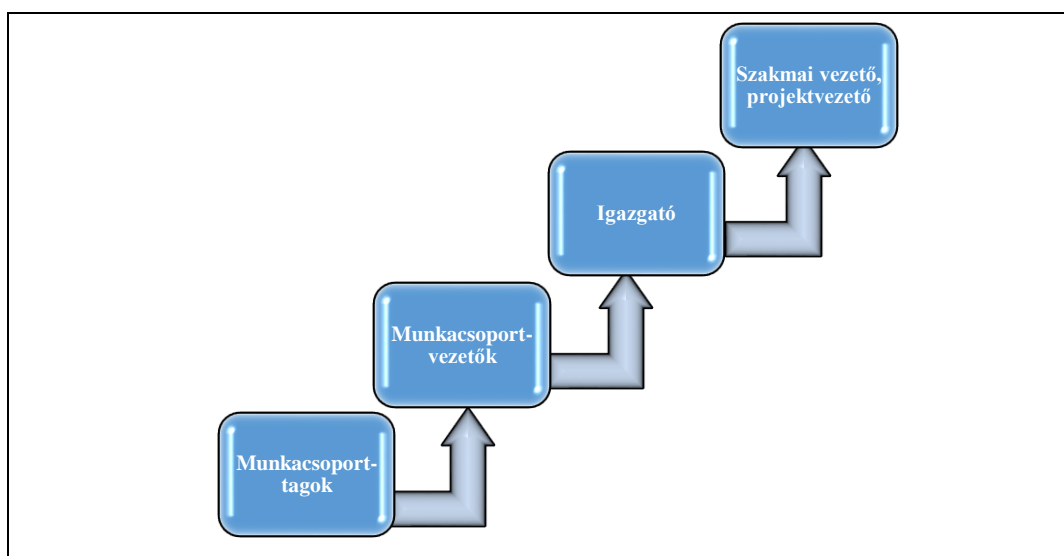 Szakmai vezető,
projektvezető
Igazgató
Munkacsoport-
vezetők
Munkacsoport-
tagok